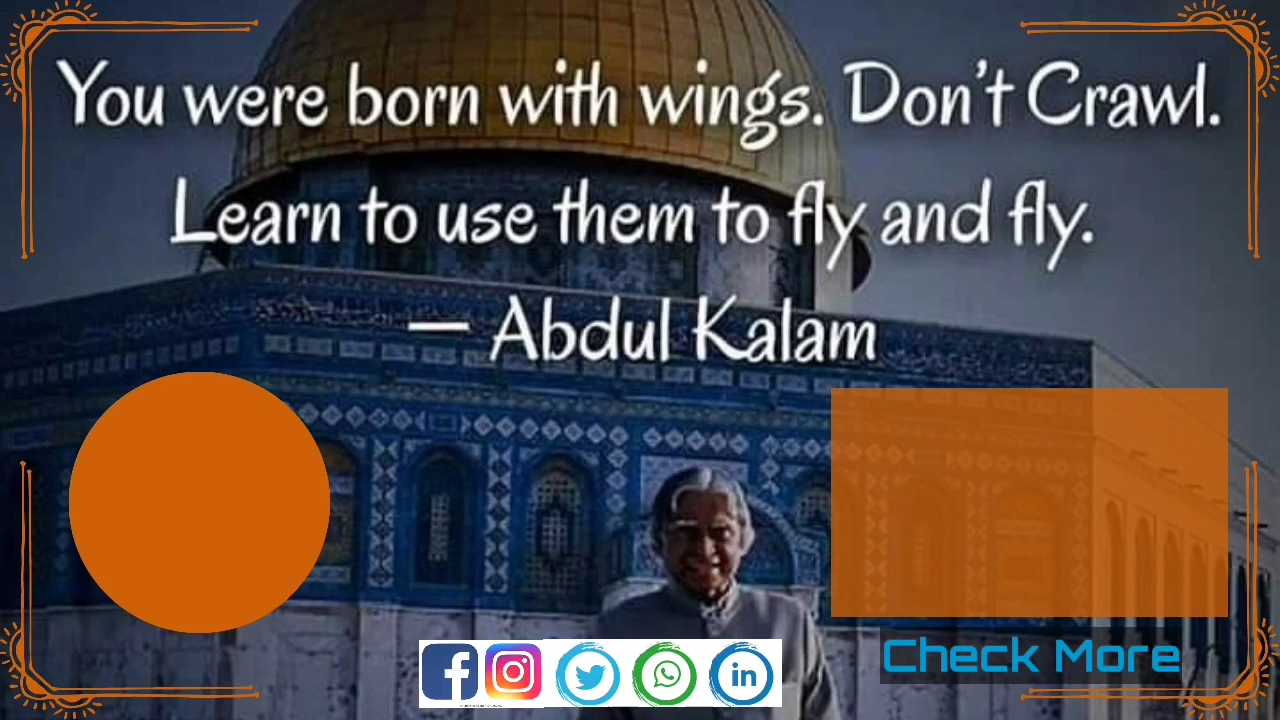 You were born with wings. Don't Crawl.
Learn to use them to fly and fly.
— Abdul Kalam
Check More